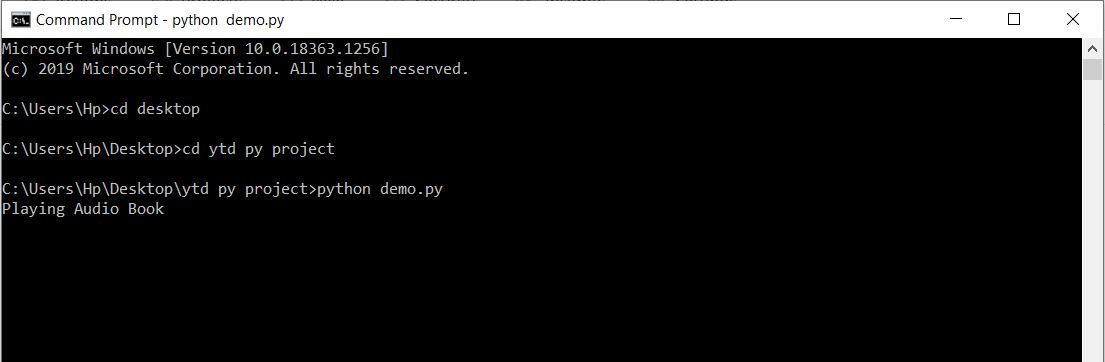 Command Prompt - python  demo.py
Microsoft Windows [Version 10.0.18363.1256]
(c) 2019 Microsoft Corporation. All rights reserved.
C:\Users\Hp>cd desktop
C:\Users\Hp\Desktop>cd ytd py project
C:\Users\Hp\Desktop\ytd py project>python demo.py
Playing Audio Book